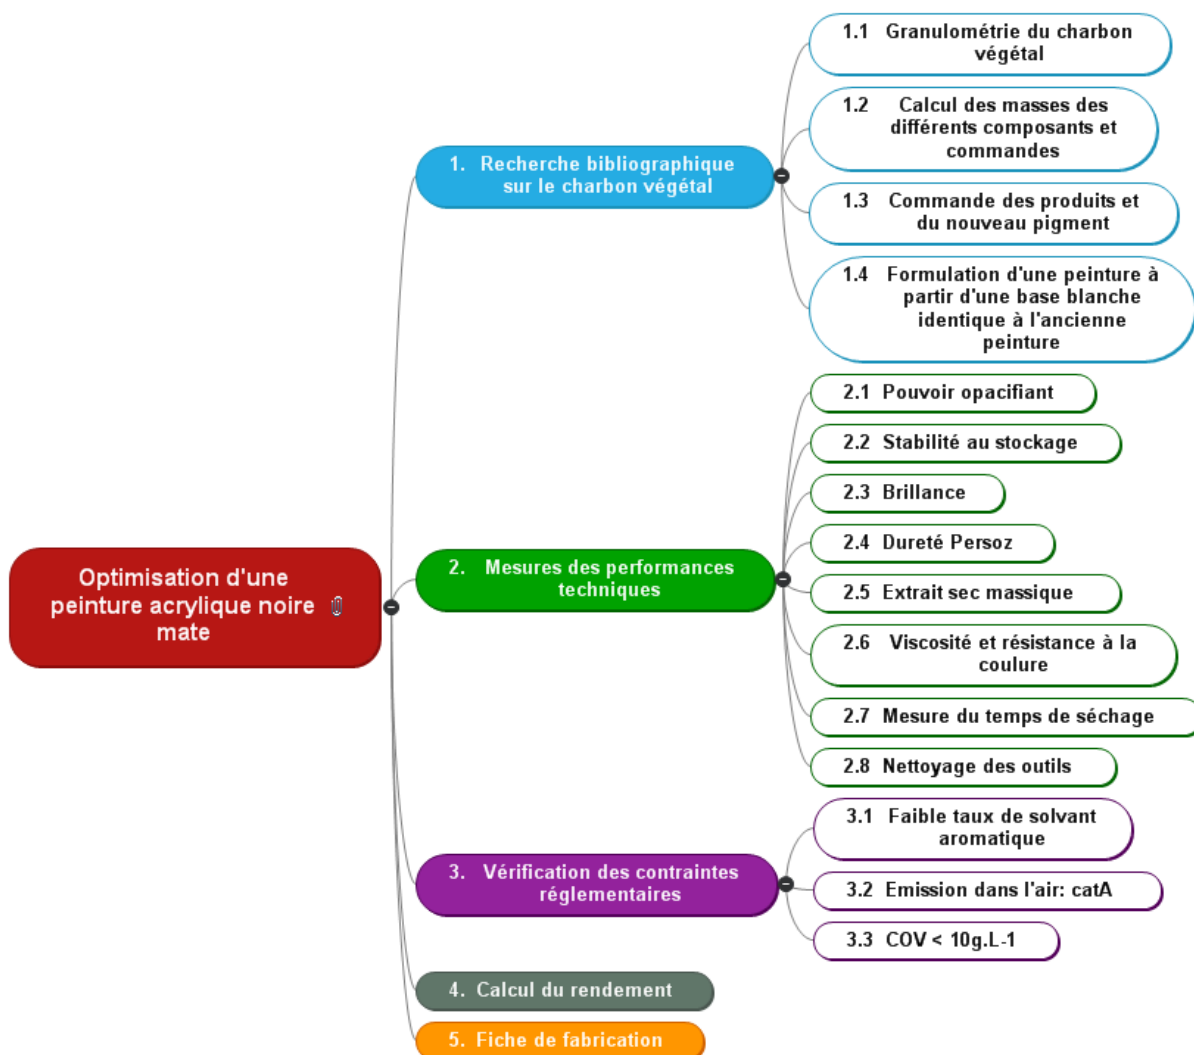 1.1 Granulométrie du charbon
végétal
1.2 Calcul des masses des
différents composants et
commandes
1. Recherche bibliographique
sur le charbon végétal
1.3 Commande des produits et
du nouveau pigment
1.4 Formulation d'une peinture à
partir d'une base blanche
identique à l'ancienne
peinture
2.1 Pouvoir opacifiant
2.2 Stabilité au stockage
2.3 Brillance
2.4 Dureté Persoz
Optimisation d'une
peinture acrylique noire
mate
2. Mesures des performances
techniques
2.5 Extrait sec massique
2.6 Viscosité et résistance à la
coulure
2.7 Mesure du temps de séchage
2.8 Nettoyage des outils
3.1 Faible taux de solvant
aromatique
3. Vérification des contraintes
réglementaires
3.2 Emission dans l'air: catA
3.3 COV < 10g.L-1
4. Calcul du rendement
5. Fiche de fabrication